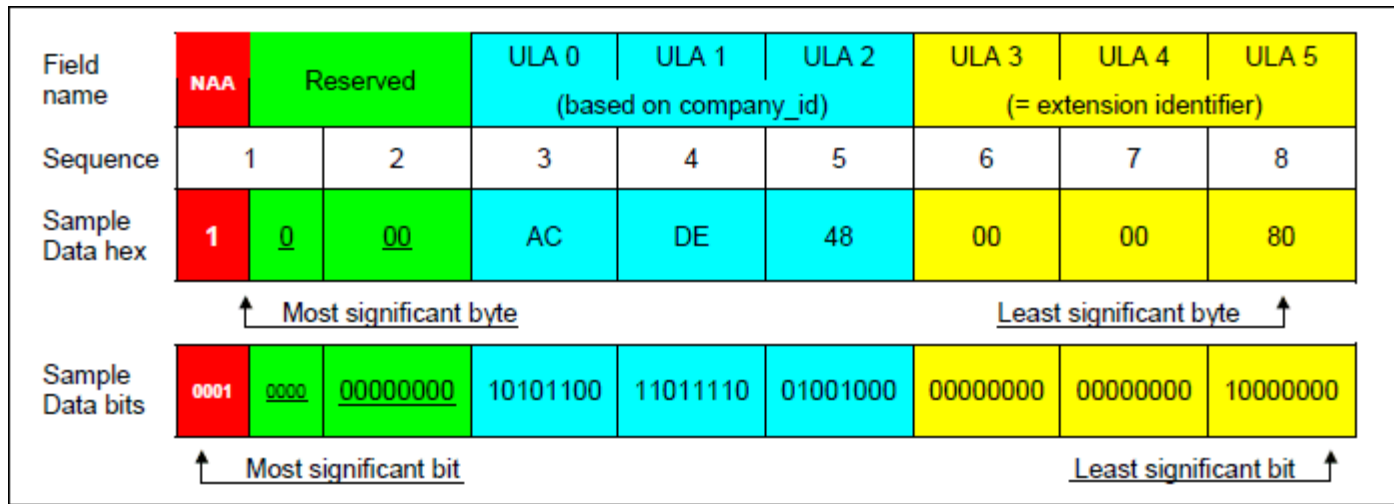 Field name NAA Reserved ULA 0 ULA 1 ULA 2 ULA 3 ULA 4 ULA 5
(based on company_id) (= extension identifier)
Sequence 1 2 3 4 5 6 7 8
Sample Data hex 1 0 00 AC DE 48 00 00 80
Most significant byte Least significant byte
Sample Data bits 0001 0000 00000000 10101100 11011110 01001000 00000000 00000000 10000000
Most significant bit Least significant bit